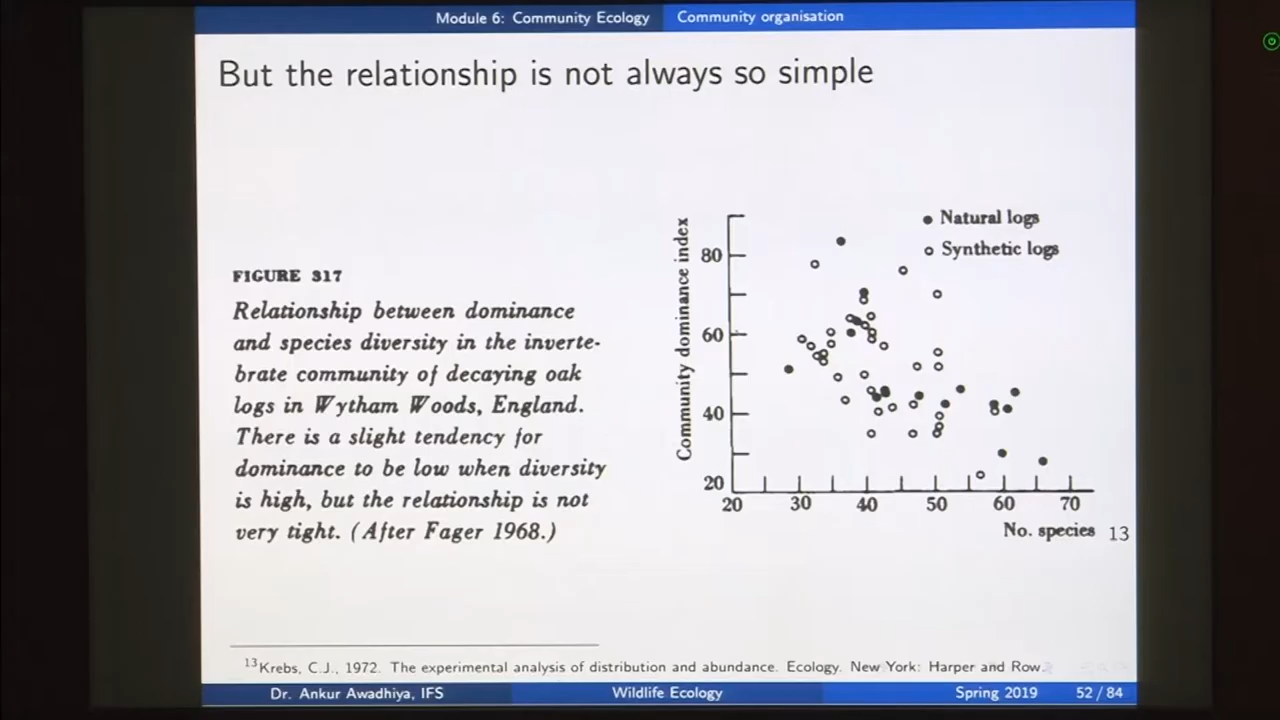 Module 6: Community Ecology Community organisation
But the relationship is not always so simple
FIGURE 317
Relationship between dominance
and species diversity in the inverte-
brate community of decaying oak
logs in Wytham Woods, England.
There is a slight tendency for
dominance to be low when diversity
is high, but the relationship is not
very tight. (After Fager 1968.)
Natural logs
Synthetic logs
Community dominance index
80
60
40
20
20 30 40 50 60 70
No. species 13
13Krebs, C.J., 1972. The experimental analysis of distribution and abundance. Ecology. New York: Harper and Row.
Dr. Ankur Awadhiya, IFS Wildlife Ecology Spring 2019 52 / 84